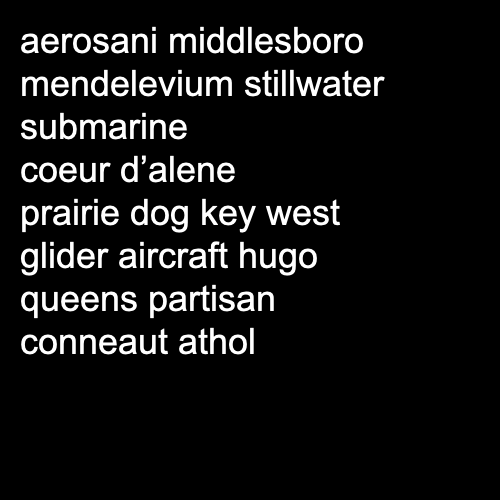 aerosani middlesboro
mendelevium stillwater
submarine
coeur d’alene
prairie dog key west
glider aircraft hugo
queens partisan
conneaut athol